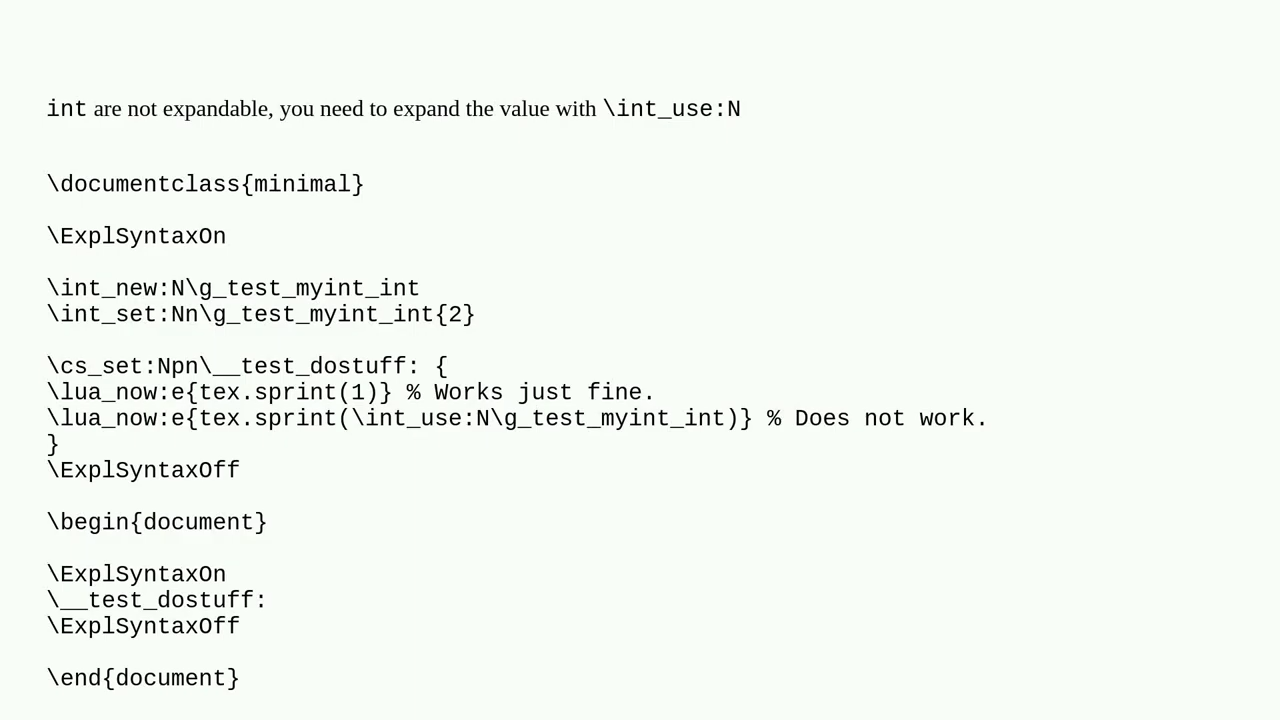 int are not expandable, you need to expand the value with \int_use:N
\documentclass{minimal}
\ExplSyntaxOn
\int_new:N\g_test_myint_int
\int_set:Nn\g_test_myint_int{2}
\cs_set:Npn\__test_dostuff: {
\lua_now:e{tex.sprint(1)} % Works just fine.
\lua_now:e{tex.sprint(\int_use:N\g_test_myint_int)} % Does not work.
}
\ExplSyntaxOff
\begin{document}
\ExplSyntaxOn
\__test_dostuff:
\ExplSyntaxOff
\end{document}